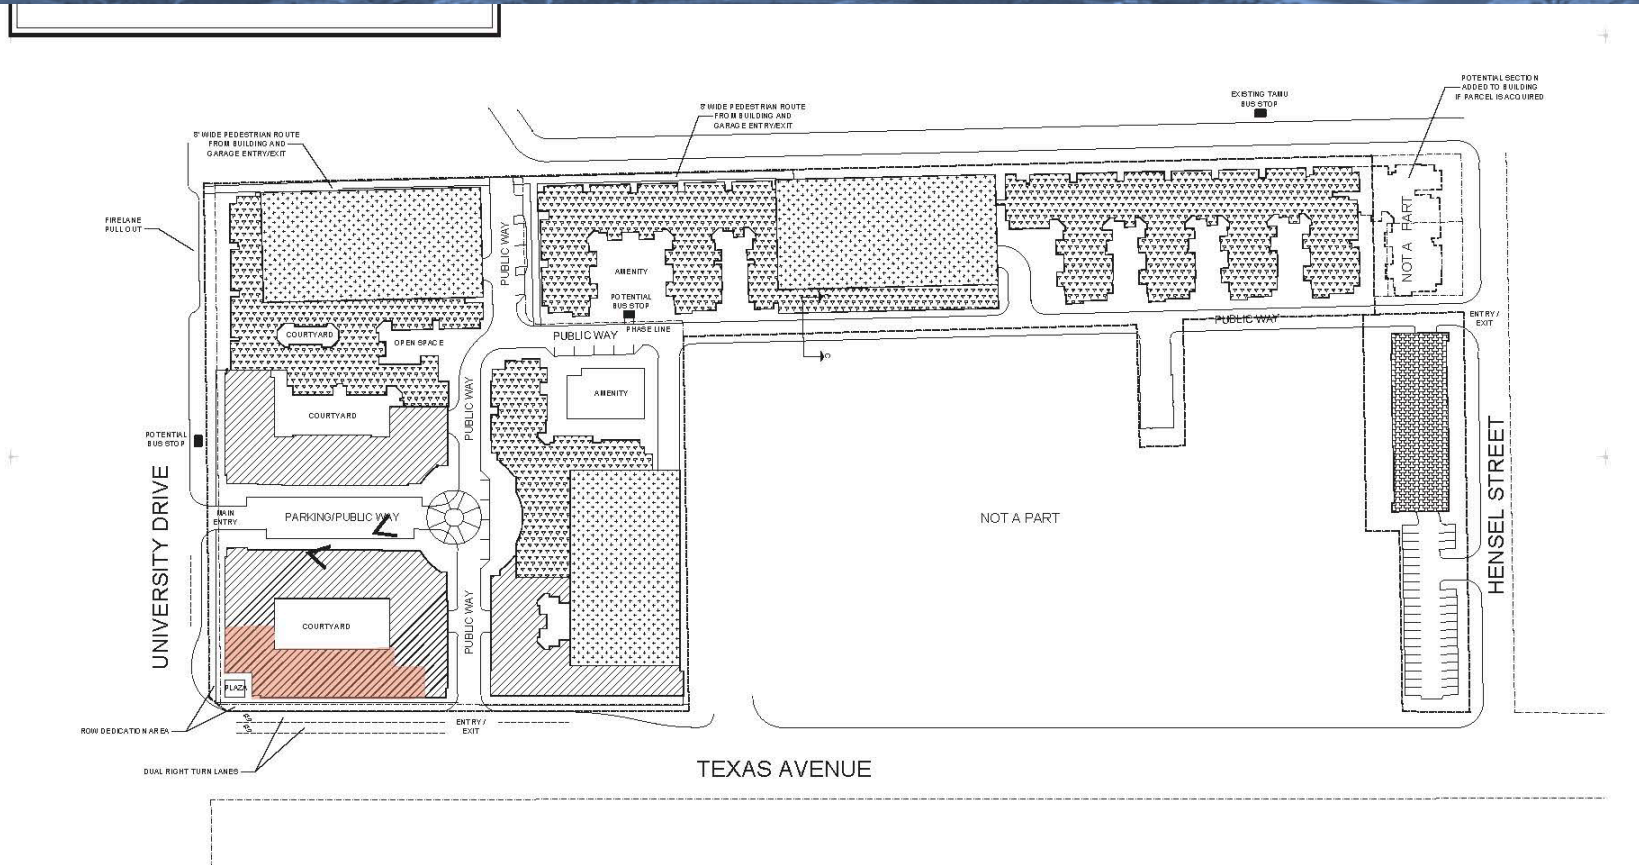 POTENTIAL SECTION
ADDED TO BUILDING
IF PARCEL IS ACQUIRED
EXISTING TAMU
BUS STOP
8' WIDE PEDESTRIAN ROUTE
FROM BUILDING AND
GARAGE ENTRY/EXIT
8' WIDE PEDESTRIAN ROUTE
FROM BUILDING AND
GARAGE ENTRY/EXIT
FIRELANE
PULL OUT
PUBLIC WAY
NOT A PART
AMENITY
POTENTIAL
BUS STOP
PHASE LINE
PUBLIC WAY
PUBLIC WAY
ENTRY /
EXIT
COURTYARD
OPEN SPACE
AMENITY
COURTYARD
PUBLIC WAY
POTENTIAL
BUS STOP
UNIVERSITY DRIVE
MAIN
ENTRY
PARKING/PUBLIC WAY
NOT A PART
HENSEL STREET
COURTYARD
PUBLIC WAY
PLAZA
ROW DEDICATION AREA
ENTRY /
EXIT
DUAL RIGHT TURN LANES
TEXAS AVENUE